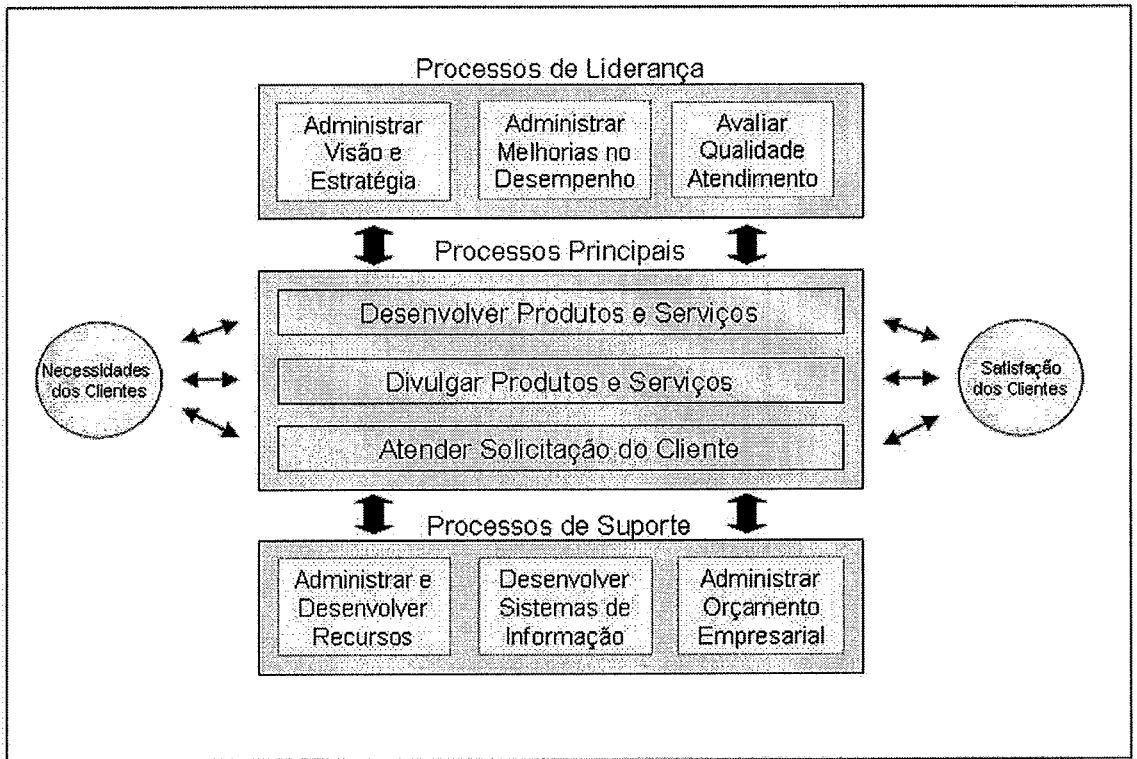 Processos de Liderança
Administrar
Visão e
Estratégia
Administrar
Melhorias no
Desempenho
Avaliar
Qualidade
Atendimento
Processos Principais
Desenvolver Produtos e Serviços
Divulgar Produtos e Serviços
Atender Solicitação do Cliente
Necessidades
dos Clientes
Satisfação
dos Clientes
Processos de Suporte
Administrar e
Desenvolver
Recursos
Desenvolver
Sistemas de
Informação
Administrar
Orçamento
Empresarial